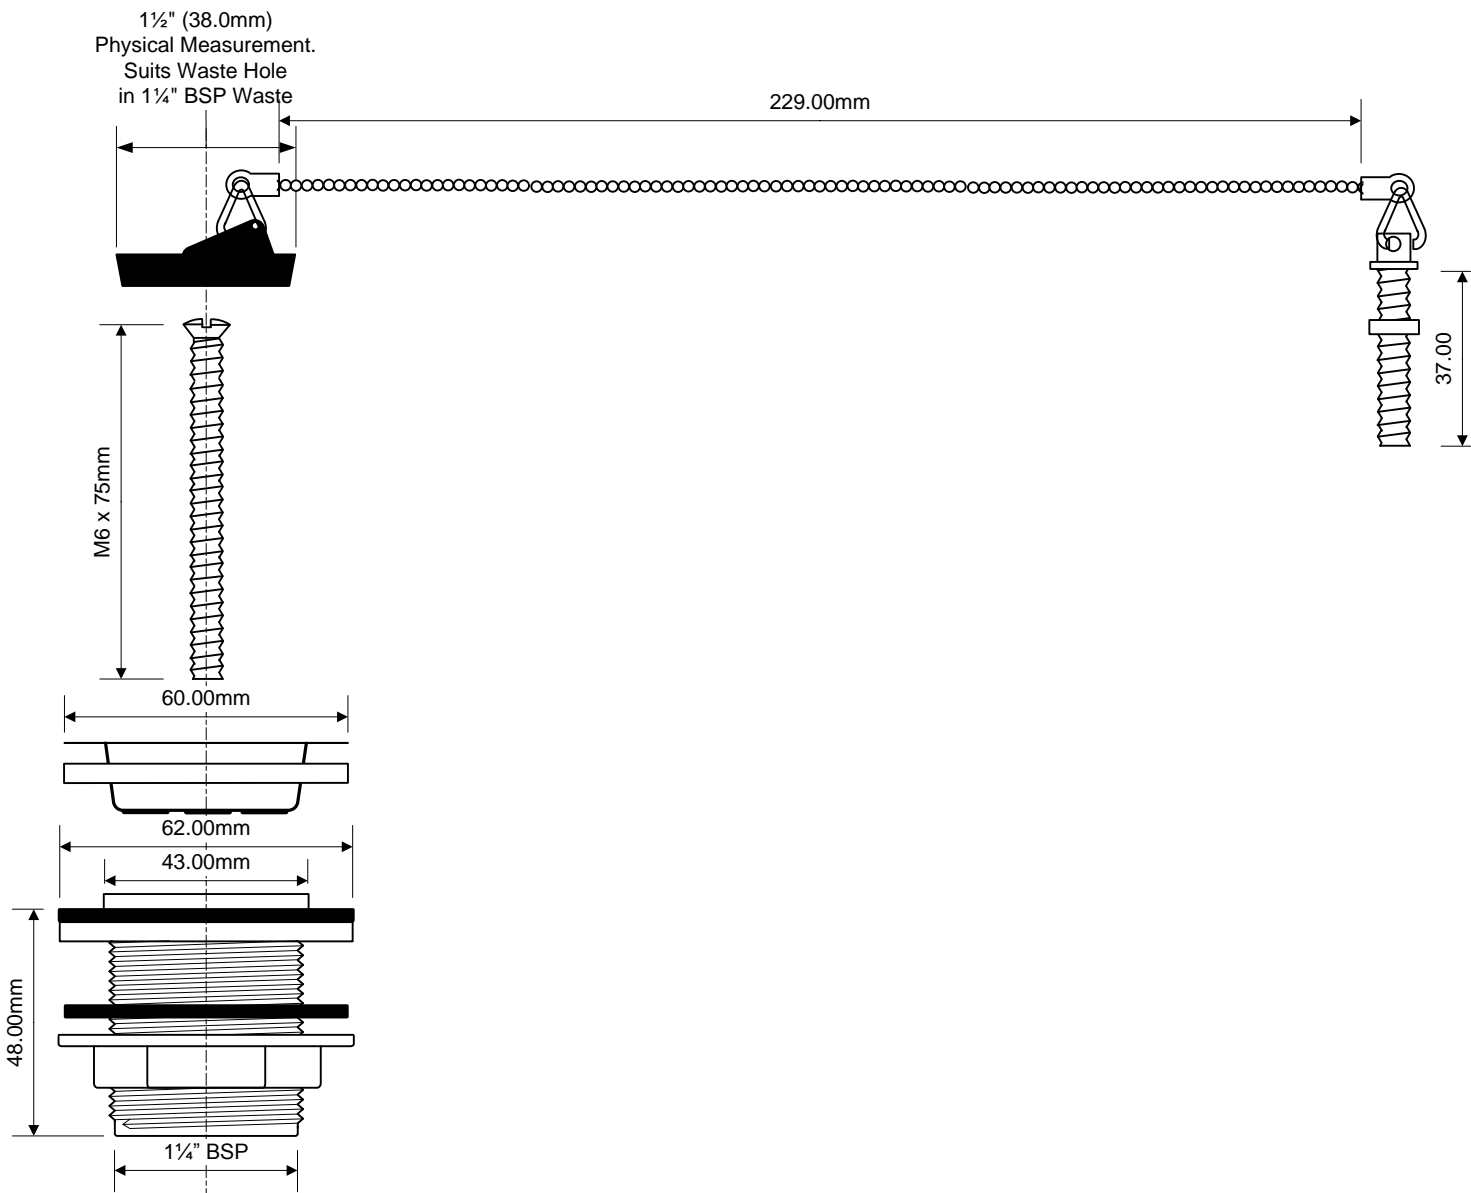 1½" (38.0mm)
Physical Measurement.
Suits Waste Hole
in 1¼" BSP Waste
229.00mm
37.00
M6 x 75mm
60.00mm
62.00mm
43.00mm
48.00mm
1¼” BSP